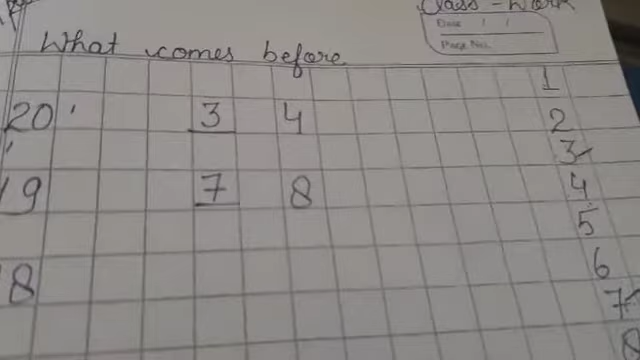 Class - Work
Date / /
Page No.
What comes before
1
20 3 4 2
3
19 7 8 4
5
6
18 7
8